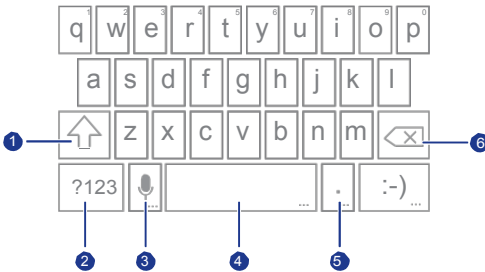 q 1 w 2 e 3 r 4 t 5 y 6 u 7 i 8 o 9 p 0
a s d f g h j k l
1 z x c v b n m 6
?123 ... ... . ... :-) ...
2 3 4 5